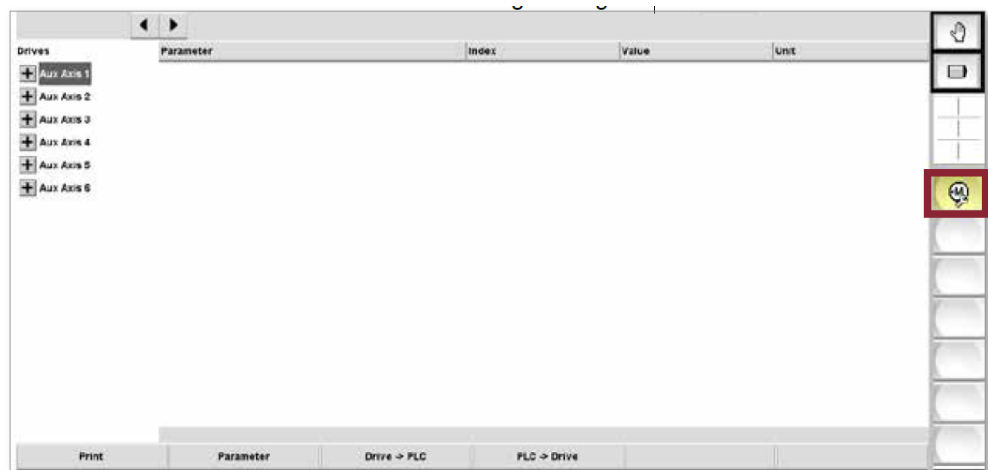 Drives
Parameter Index Value Unit
Aux Axis 1
Aux Axis 2
Aux Axis 3
Aux Axis 4
Aux Axis 5
Aux Axis 6
M
Print Parameter Drive -> PLC PLC -> Drive